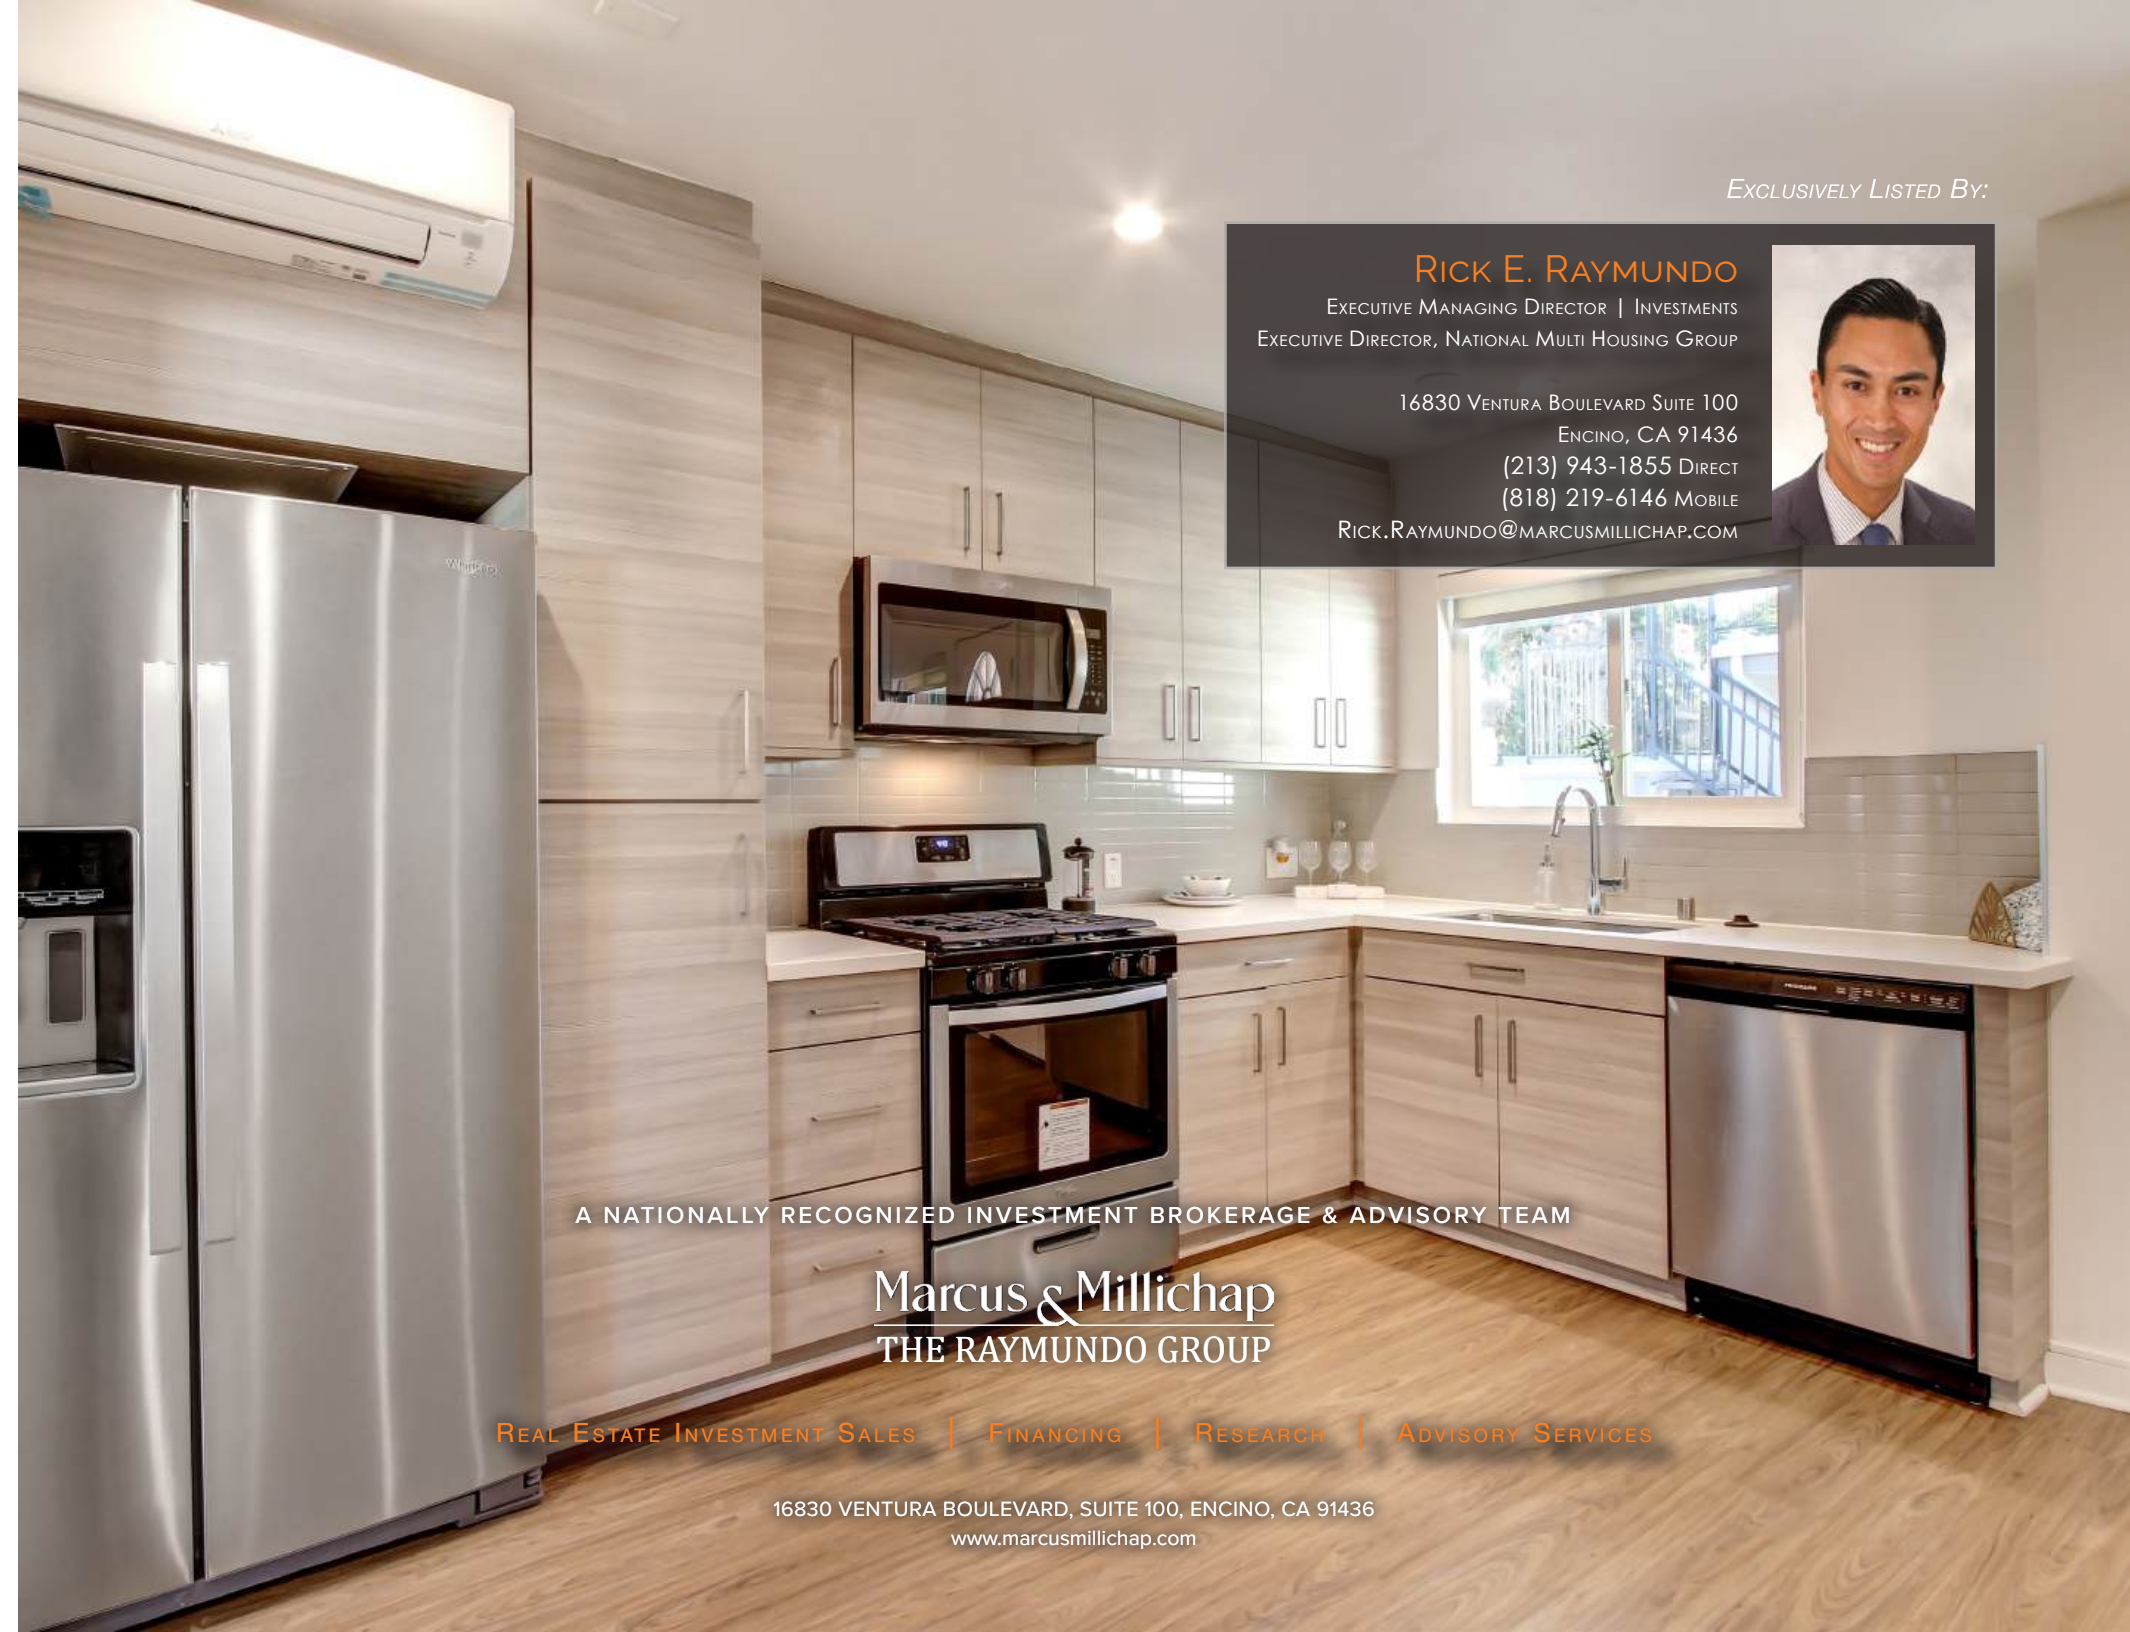 Exclusively Listed By:
Rick E. Raymundo
Executive Managing Director | Investments
Executive Director, National Multi Housing Group
16830 Ventura Boulevard Suite 100
Encino, CA 91436
(213) 943-1855 Direct
(818) 219-6146 Mobile
Rick.Raymundo@marcusmillichap.com
Whirlpool
FRIGIDAIRE
A NATIONALLY RECOGNIZED INVESTMENT BROKERAGE & ADVISORY TEAM
Marcus & Millichap
THE RAYMUNDO GROUP
Real Estate Investment Sales | Financing | Research | Advisory Services
16830 VENTURA BOULEVARD, SUITE 100, ENCINO, CA 91436
www.marcusmillichap.com